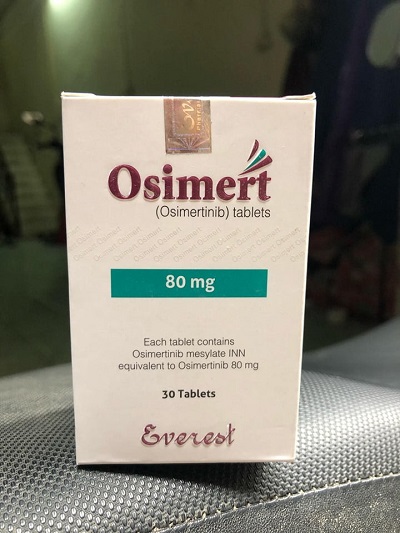 Osimert
(Osimertinib) tablets
80 mg
Each tablet contains
Osimertinib mesylate INN
equivalent to Osimertinib 80 mg
30 Tablets
Everest